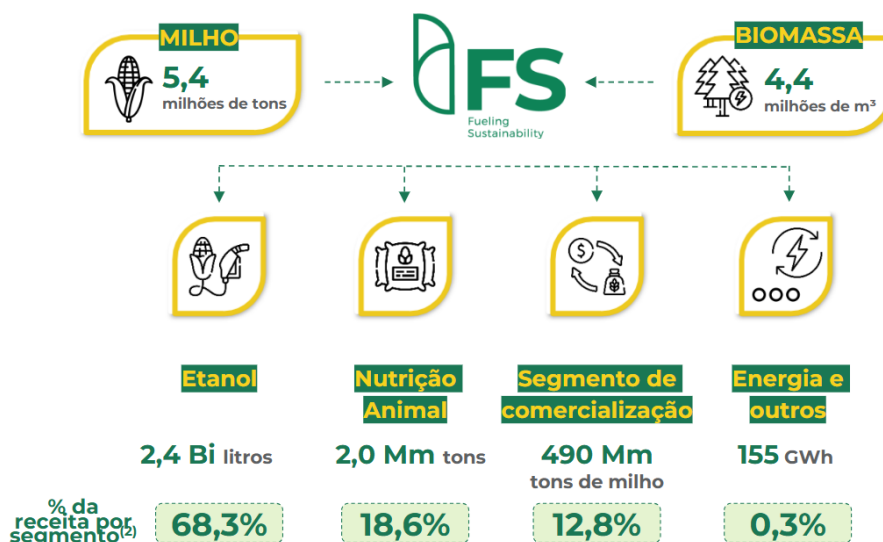 MILHO
5,4
milhões de tons
FS
Fueling
Sustainability
BIOMASSA
4,4
milhões de m³
$
Etanol
Nutrição
Animal
Segmento de
comercialização
Energia e
outros
2,4 Bi litros
2,0 Mm tons
490 Mm
tons de milho
155 GWh
% da
receita por
segmento(2)
68,3%
18,6%
12,8%
0,3%